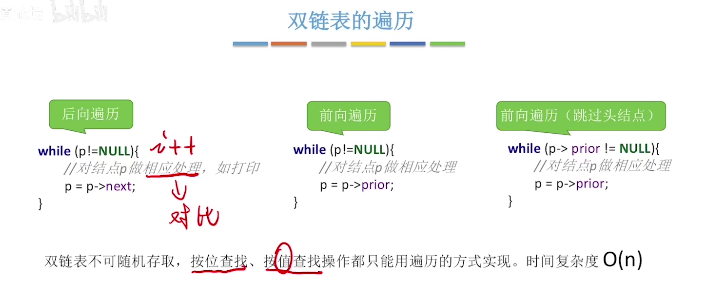 双链表的遍历
后向遍历
while (p!=NULL){
//对结点p做相应处理，如打印
p = p->next;
}
i++
对比
前向遍历
while (p!=NULL){
//对结点p做相应处理
p = p->prior;
}
前向遍历（跳过头结点）
while (p-> prior != NULL){
//对结点p做相应处理
p = p->prior;
}
双链表不可随机存取，按位查找、按值查找操作都只能用遍历的方式实现。时间复杂度 O(n)